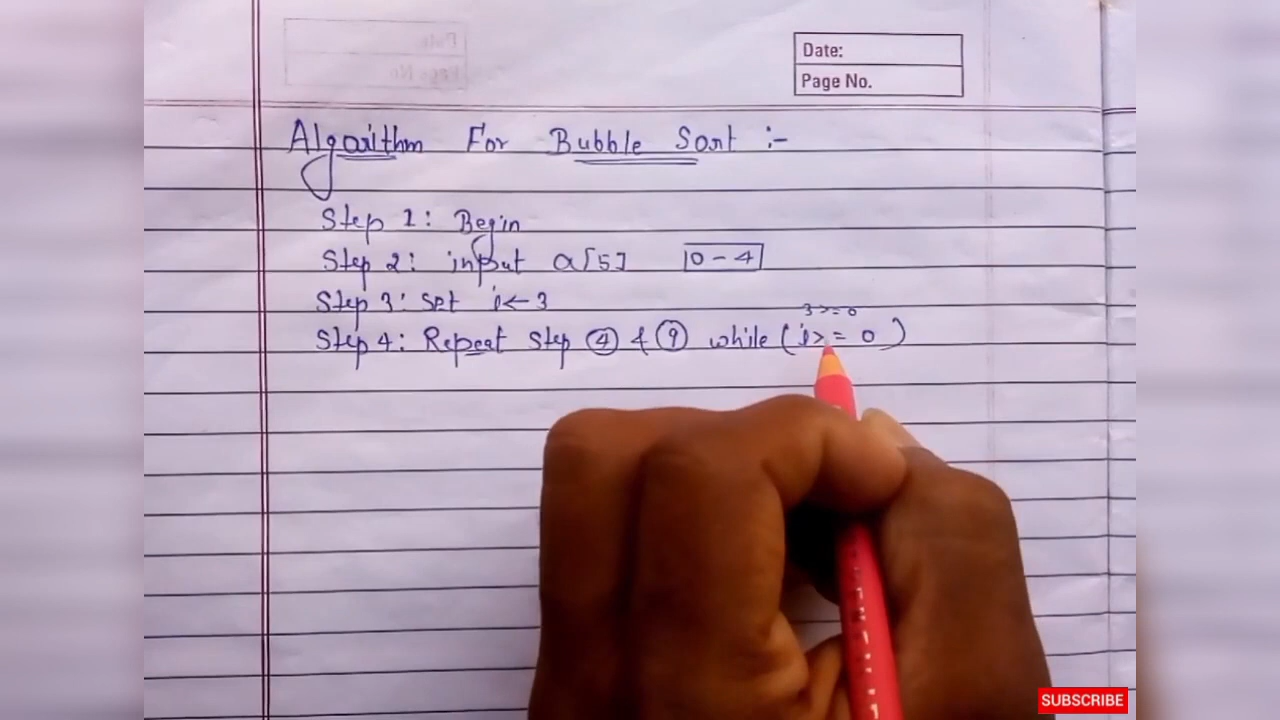 Date:
Page No.
Algorithm For Bubble Sort :-
Step 1: Begin
Step 2: input a[5] 0-4
Step 3: set i←3
3>=0
Step 4: Repeat Step 4 & 9 while (i>= 0)
SUBSCRIBE